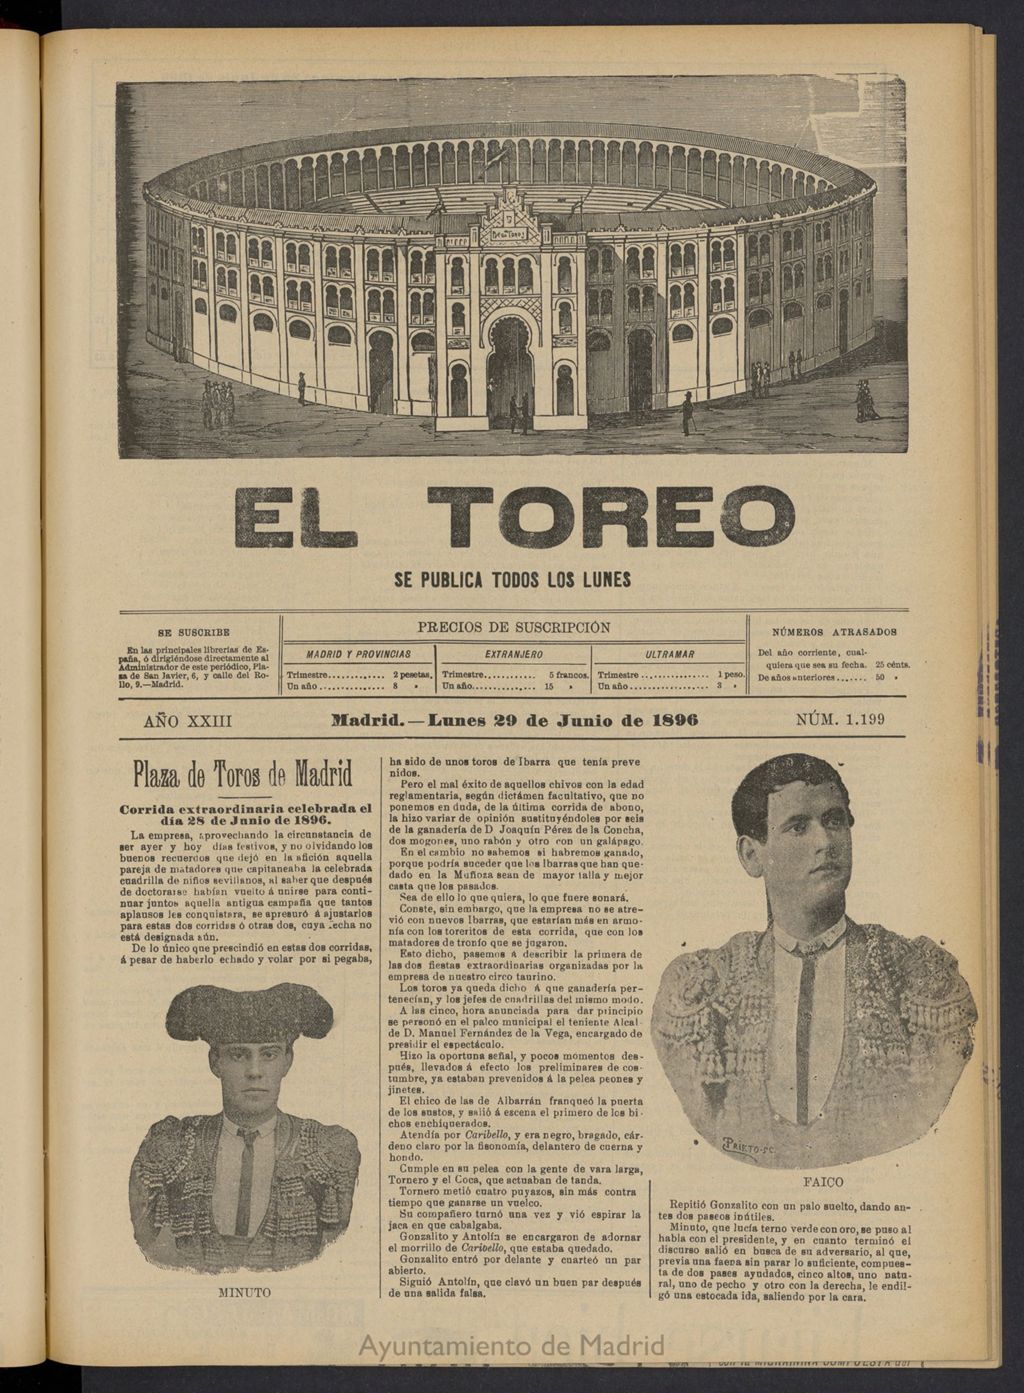 EL TOREO
SE PUBLICA TODOS LOS LUNES
SE SUSCRIBE
En las principales librerías de Es-
paña, ó dirigiéndose directamente al
Administrador de este periódico, Pla-
za de San Javier, 6, y calle del Ro-
llo, 9.—Madrid.
PRECIOS DE SUSCRIPCIÓN
MADRID Y PROVINCIAS
Trimestre............ 2 pesetas.
Un año.............. 8 »
EXTRANJERO
Trimestre........... 5 francos.
Un año............ 15 »
ULTRAMAR
Trimestre.............. 1 peso.
Un año................ 3 »
NÚMEROS ATRASADOS
Del año corriente, cual-
quiera que sea su fecha. 25 cénts.
De años anteriores....... 50 »
AÑO XXIII
Madrid.—Lunes 29 de Junio de 1896
NÚM. 1.199
Plaza de Toros de Madrid
Corrida extraordinaria celebrada el
día 28 de Junio de 1896.
La empresa, aprovechando la circunstancia de
ser ayer y hoy días festivos, y no olvidando los
buenos recuerdos que dejó en la afición aquella
pareja de matadores que capitaneaba la celebrada
cuadrilla de niños sevillanos, al saber que después
de doctorarse habían vuelto á unirse para conti-
nuar juntos aquella antigua campaña que tantos
aplausos les conquistara, se apresuró á ajustarlos
para estas dos corridas ó otras dos, cuya fecha no
está designada aún.
De lo único que prescindió en estas dos corridas,
á pesar de haberlo echado y volar por si pegaba,
MINUTO
ha sido de unos toros de Ibarra que tenía preve
nidos.
Pero el mal éxito de aquellos chivos con la edad
reglamentaria, según dictámen facultativo, que no
ponemos en duda, de la última corrida de abono,
la hizo variar de opinión sustituyéndoles por seis
de la ganadería de D Joaquín Pérez de la Concha,
dos mogones, uno rabón y otro con un galápago.
En el cambio no sabemos si habremos ganado,
porque podría suceder que los Ibarras que han que-
dado en la Muñoza sean de mayor talla y mejor
casta que los pasados.
Sea de ello lo que quiera, lo que fuere sonará.
Conste, sin embargo, que la empresa no se atre-
vió con nuevos Ibarras, que estarían más en armo-
nía con los toreritos de esta corrida, que con los
matadores de tronío que se jugaron.
Esto dicho, pasemos á describir la primera de
las dos fiestas extraordinarias organizadas por la
empresa de nuestro circo taurino.
Los toros ya queda dicho á que ganadería per-
tenecían, y los jefes de cuadrillas del mismo modo.
A las cinco, hora anunciada para dar principio
se personó en el palco municipal el teniente Alcal
de D. Manuel Fernández de la Vega, encargado de
presidir el espectáculo.
Hizo la oportuna señal, y pocos momentos des-
pués, llevados á efecto los preliminares de cos-
tumbre, ya estaban prevenidos á la pelea peones y
jinetes.
El chico de las de Albarrán franqueó la puerta
de los sustos, y salió á escena el primero de los bi-
chos enchiquerados.
Atendía por Caribello, y era negro, bragado, cár-
deno claro por la fisonomía, delantero de cuerna y
hondo.
Cumple en su pelea con la gente de vara larga,
Tornero y el Coca, que actuaban de tanda.
Tornero metió cuatro puyazos, sin más contra
tiempo que ganarse un vuelco.
Su compañero turnó una vez y vió espirar la
jaca en que cabalgaba.
Gonzalito y Antolín se encargaron de adornar
el morrillo de Caribello, que estaba quedado.
Gonzalito entró por delante y cuarteó un par
abierto.
Siguió Antolín, que clavó un buen par después
de una salida falsa.
PRIETO-SC.
FAICO
Repitió Gonzalito con un palo suelto, dando an-
tes dos paseos inútiles.
Minuto, que lucía terno verde con oro, se puso al
habla con el presidente, y en cuanto terminó el
discurso salió en busca de su adversario, al que,
previa una faena sin parar lo suficiente, compues-
ta de dos pases ayudados, cinco altos, uno natu-
ral, uno de pecho y otro con la derecha, le endil-
gó una estocada ida, saliendo por la cara.
Ayuntamiento de Madrid